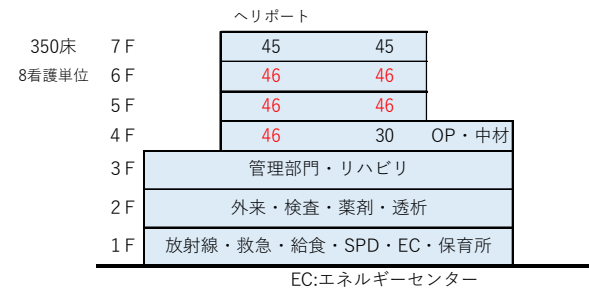 ヘリポート
350床 7F 45 45
8看護単位 6F 46 46
5F 46 46
4F 46 30 OP・中材
3F 管理部門・リハビリ
2F 外来・検査・薬剤・透析
1F 放射線・救急・給食・SPD・EC・保育所
EC:エネルギーセンター